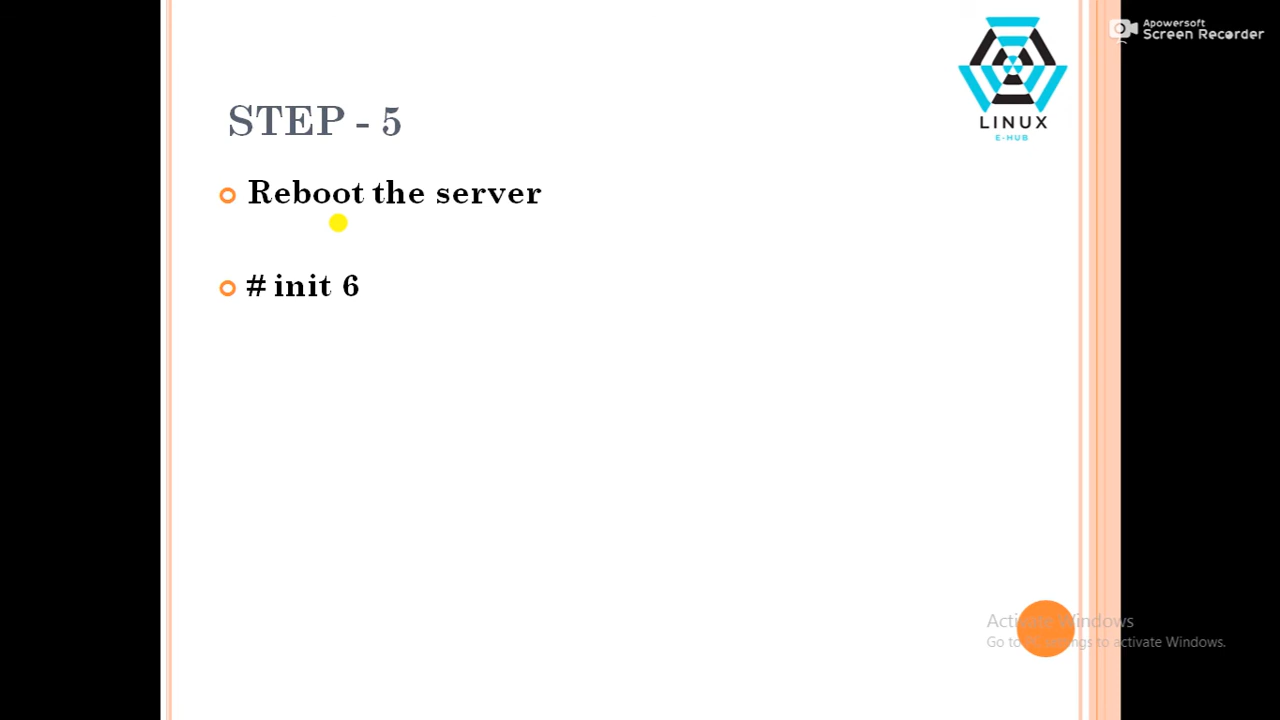 Apowersoft
Screen Recorder
LINUX
E-HUB
STEP - 5
Reboot the server
# init 6
Activate Windows
Go to PC settings to activate Windows.